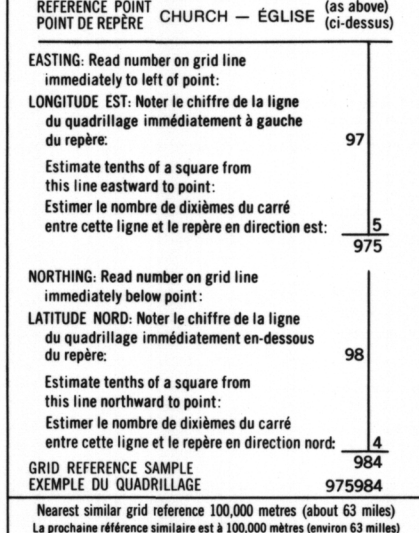 REFERENCE POINT
POINT DE REPÈRE
CHURCH — ÉGLISE
(as above)
(ci-dessus)
EASTING: Read number on grid line
immediately to left of point:
LONGITUDE EST: Noter le chiffre de la ligne
du quadrillage immédiatement à gauche
du repère: 97
Estimate tenths of a square from
this line eastward to point:
Estimer le nombre de dixièmes du carré
entre cette ligne et le repère en direction est: 5
975
NORTHING: Read number on grid line
immediately below point:
LATITUDE NORD: Noter le chiffre de la ligne
du quadrillage immédiatement en-dessous
du repère: 98
Estimate tenths of a square from
this line northward to point:
Estimer le nombre de dixièmes du carré
entre cette ligne et le repère en direction nord: 4
984
GRID REFERENCE SAMPLE
EXEMPLE DU QUADRILLAGE 975984
Nearest similar grid reference 100,000 metres (about 63 miles)
La prochaine référence similaire est à 100,000 mètres (environ 63 milles)